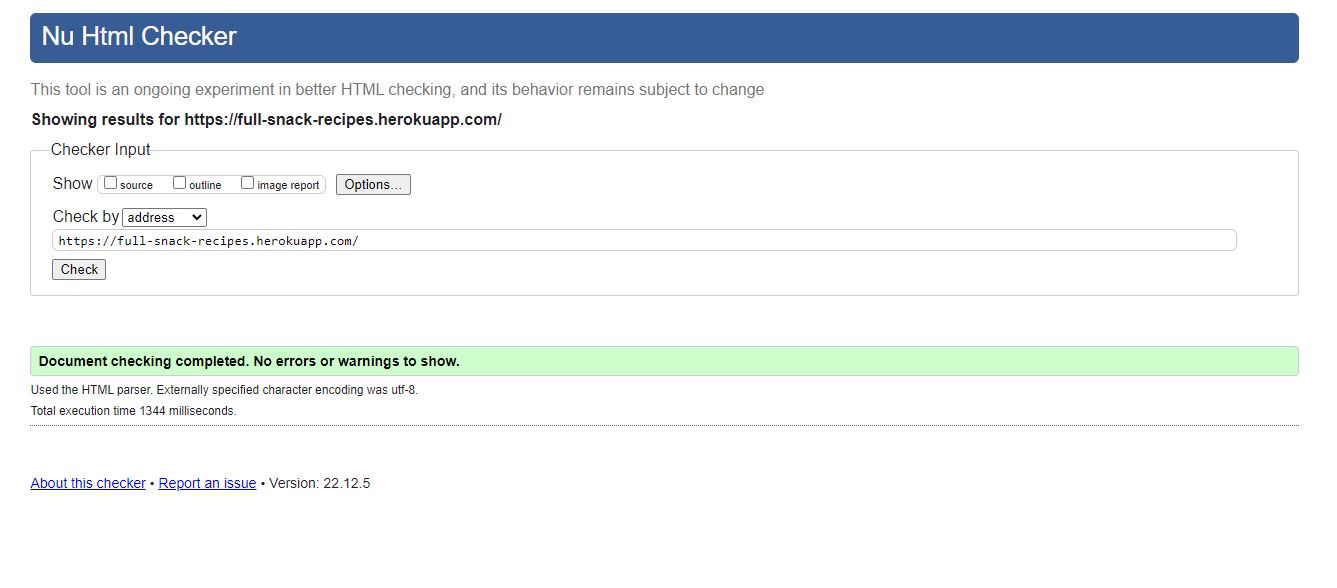 Nu Html Checker
This tool is an ongoing experiment in better HTML checking, and its behavior remains subject to change
Showing results for https://full-snack-recipes.herokuapp.com/
Checker Input
Show source outline image report Options...
Check by address
https://full-snack-recipes.herokuapp.com/
Check
Document checking completed. No errors or warnings to show.
Used the HTML parser. Externally specified character encoding was utf-8.
Total execution time 1344 milliseconds.
About this checker • Report an issue • Version: 22.12.5